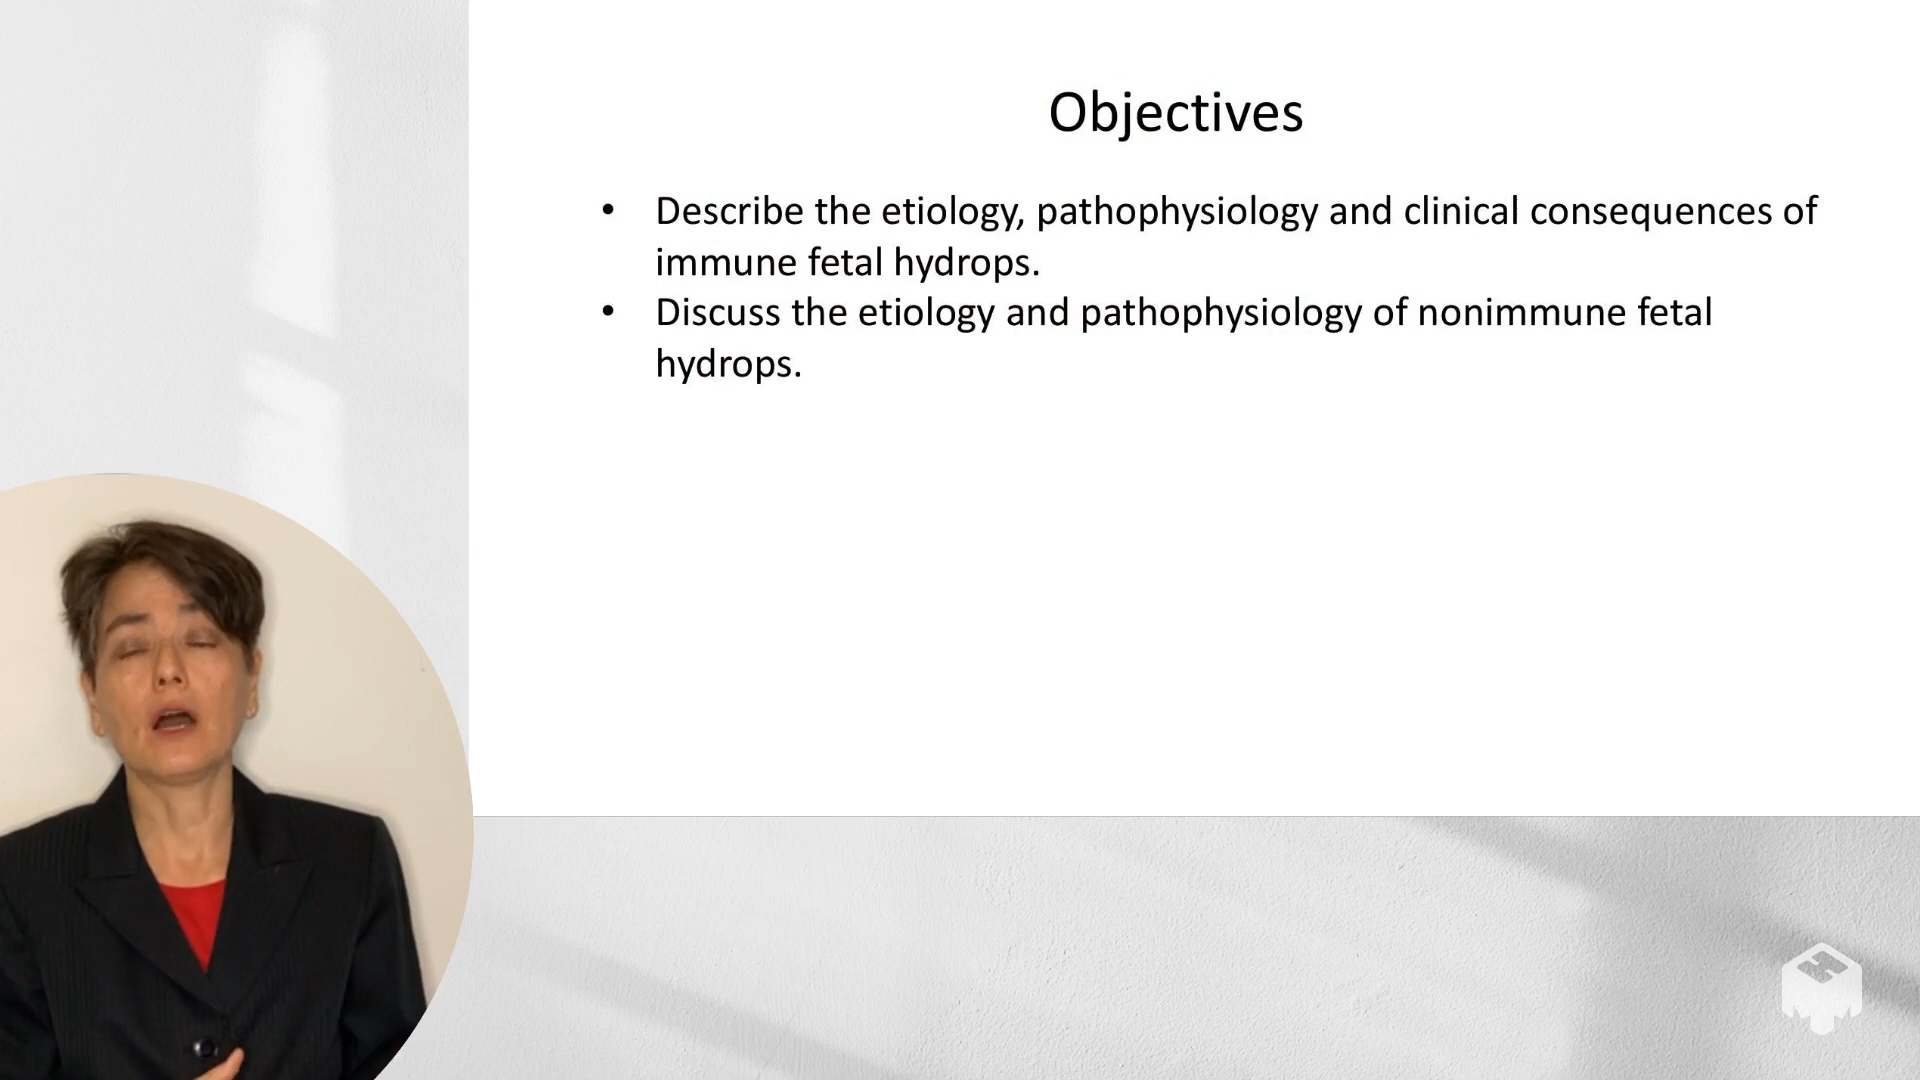 Objectives
• Describe the etiology, pathophysiology and clinical consequences of
immune fetal hydrops.
• Discuss the etiology and pathophysiology of nonimmune fetal
hydrops.